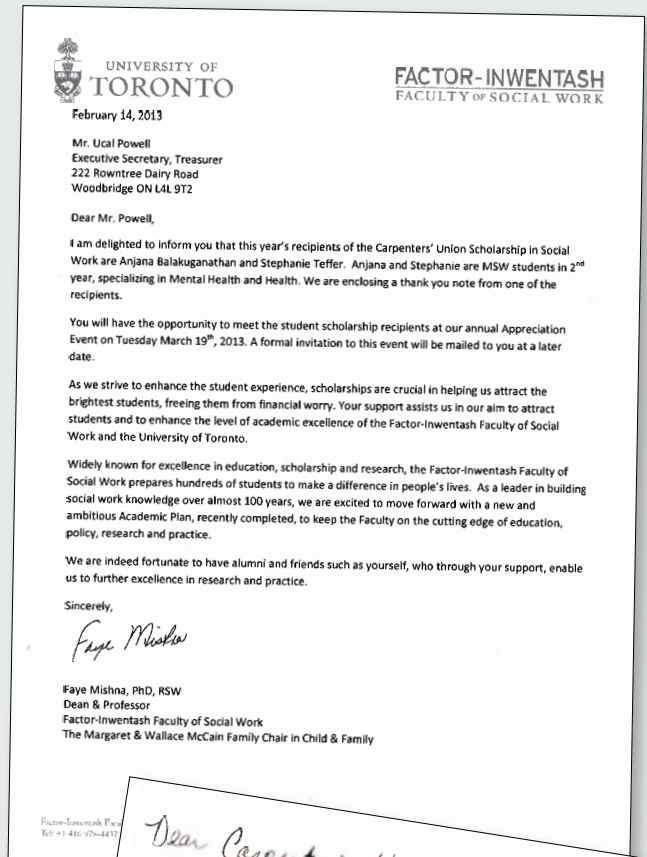 UNIVERSITY OF
TORONTO
FACTOR-INWENTASH
FACULTY OF SOCIAL WORK
February 14, 2013
Mr. Ucal Powell
Executive Secretary, Treasurer
222 Rowntree Dairy Road
Woodbridge ON L4L 9T2
Dear Mr. Powell,
I am delighted to inform you that this year's recipients of the Carpenters' Union Scholarship in Social
Work are Anjana Balakuganathan and Stephanie Teffer. Anjana and Stephanie are MSW students in 2nd
year, specializing in Mental Health and Health. We are enclosing a thank you note from one of the
recipients.
You will have the opportunity to meet the student scholarship recipients at our annual Appreciation
Event on Tuesday March 19th, 2013. A formal invitation to this event will be mailed to you at a later
date.
As we strive to enhance the student experience, scholarships are crucial in helping us attract the
brightest students, freeing them from financial worry. Your support assists us in our aim to attract
students and to enhance the level of academic excellence of the Factor-Inwentash Faculty of Social
Work and the University of Toronto.
Widely known for excellence in education, scholarship and research, the Factor-Inwentash Faculty of
Social Work prepares hundreds of students to make a difference in people's lives. As a leader in building
social work knowledge over almost 100 years, we are excited to move forward with a new and
ambitious Academic Plan, recently completed, to keep the Faculty on the cutting edge of education,
policy, research and practice.
We are indeed fortunate to have alumni and friends such as yourself, who through your support, enable
us to further excellence in research and practice.
Sincerely,
Faye Mishna
Faye Mishna, PhD, RSW
Dean & Professor
Factor-Inwentash Faculty of Social Work
The Margaret & Wallace McCain Family Chair in Child & Family
Factor-Inwentash
Tel: +1 416 978-4437
Dear